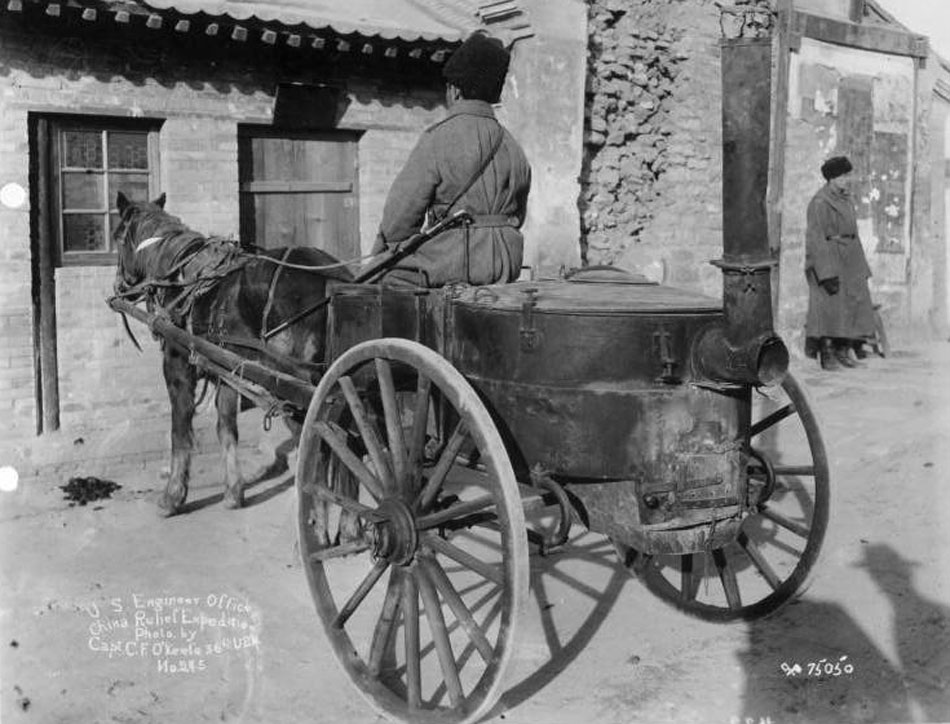 U S Engineer Office
China Relief Expedition
Photo. by
Capt C.F. O'Keefe 36th U.S.V.
No. 245
75050